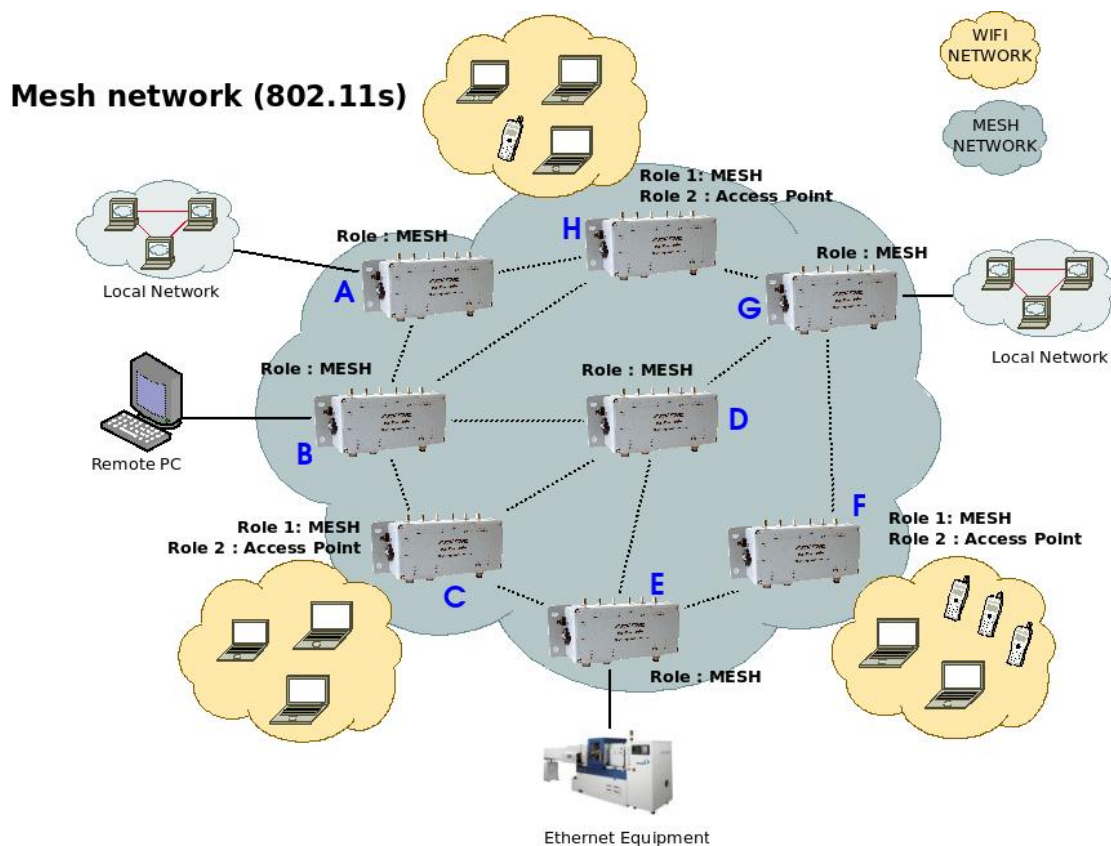 WIFI
NETWORK
Mesh network (802.11s)
MESH
NETWORK
Role 1: MESH
Role 2 : Access Point
H
Role : MESH
Role : MESH
A
G
Local Network
Local Network
Role : MESH
Role : MESH
D
B
Remote PC
F
Role 1: MESH
Role 2 : Access Point
Role 1: MESH
Role 2 : Access Point
C
E
Role : MESH
Ethernet Equipment